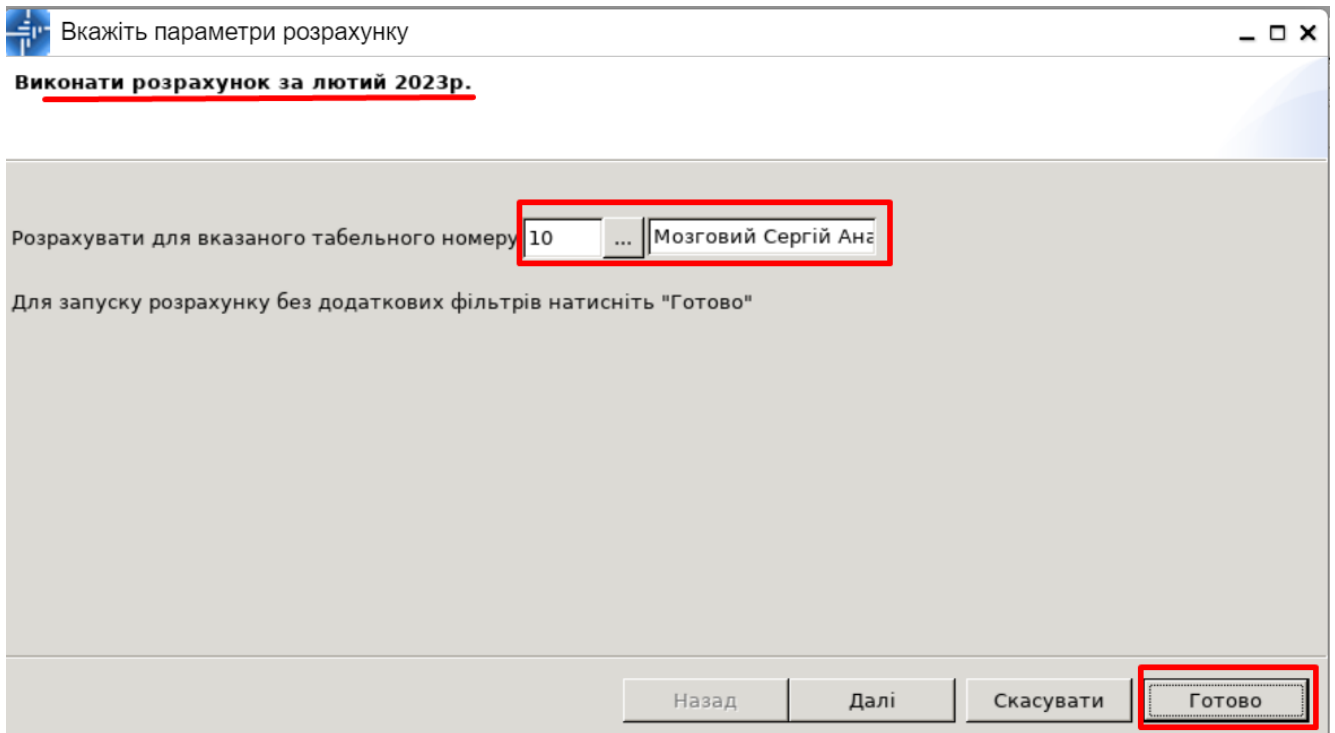 Вкажіть параметри розрахунку
Виконати розрахунок за лютий 2023р.
Розрахувати для вказаного табельного номеру 10 ... Мозговий Сергій Ана
Для запуску розрахунку без додаткових фільтрів натисніть "Готово"
Назад Далі Скасувати Готово